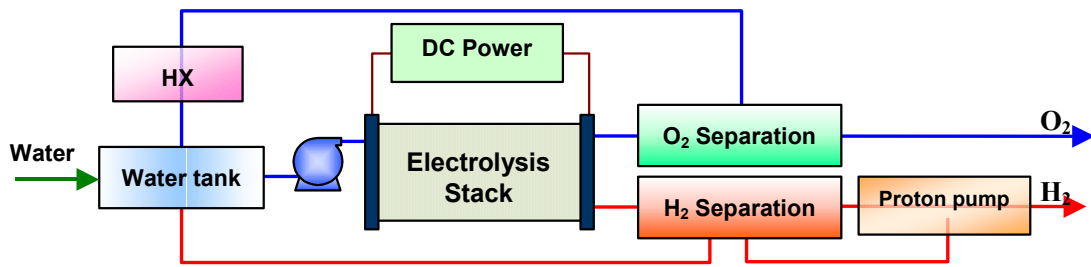 DC Power
HX
O₂ Separation
O₂
Water
Water tank
Electrolysis
Stack
H₂ Separation
Proton pump
H₂